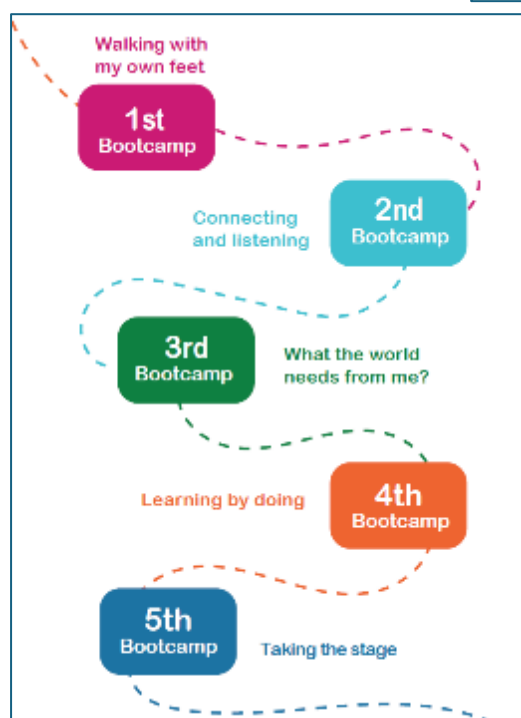 Walking with
my own feet
1st
Bootcamp
2nd
Bootcamp
Connecting
and listening
3rd
Bootcamp
What the world
needs from me?
4th
Bootcamp
Learning by doing
5th
Bootcamp
Taking the stage